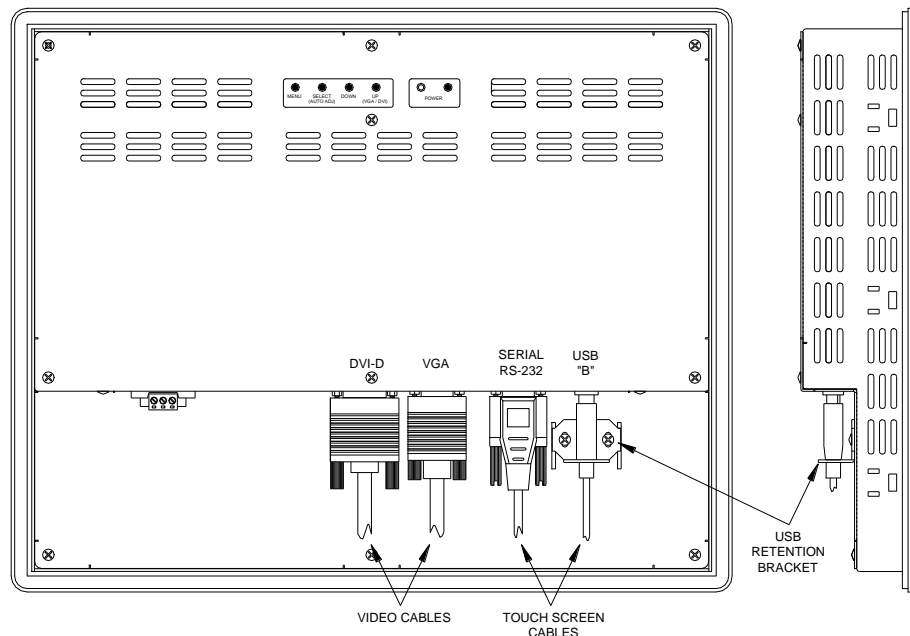 MENU SELECT DOWN UP POWER
(AUTO ADJ) (VGA / DVI)
DVI-D VGA SERIAL USB
RS-232 "B"
USB
RETENTION
BRACKET
VIDEO CABLES TOUCH SCREEN
CABLES